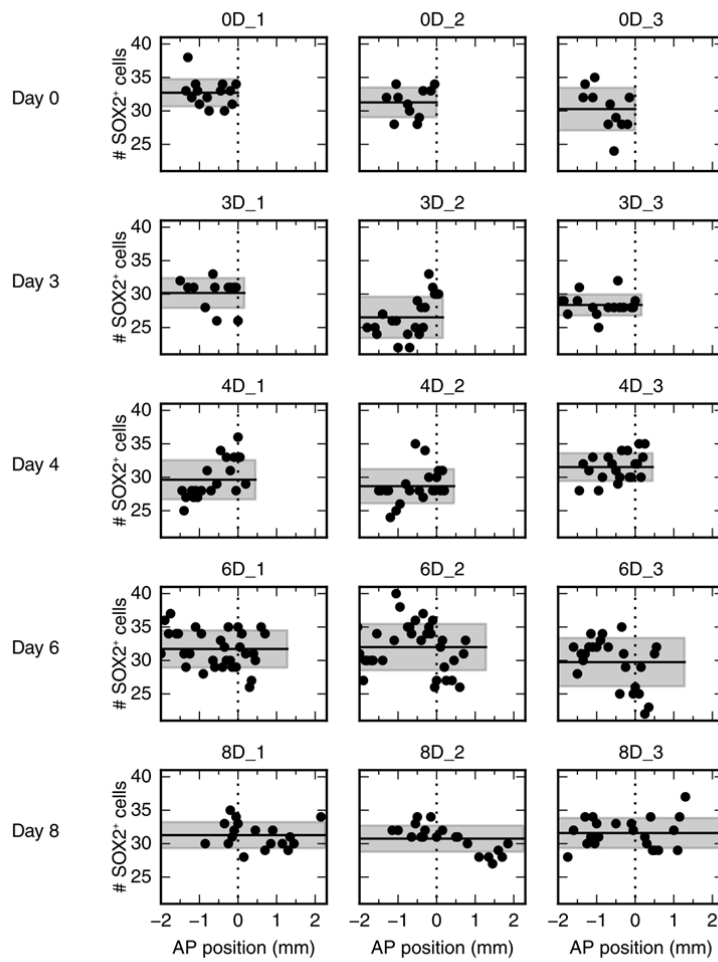 0D_1 0D_2 0D_3
Day 0
# SOX2⁺ cells
40
35
30
25
3D_1 3D_2 3D_3
Day 3
# SOX2⁺ cells
40
35
30
25
4D_1 4D_2 4D_3
Day 4
# SOX2⁺ cells
40
35
30
25
6D_1 6D_2 6D_3
Day 6
# SOX2⁺ cells
40
35
30
25
8D_1 8D_2 8D_3
Day 8
# SOX2⁺ cells
40
35
30
25
−2 −1 0 1 2 −2 −1 0 1 2 −2 −1 0 1 2
AP position (mm) AP position (mm) AP position (mm)